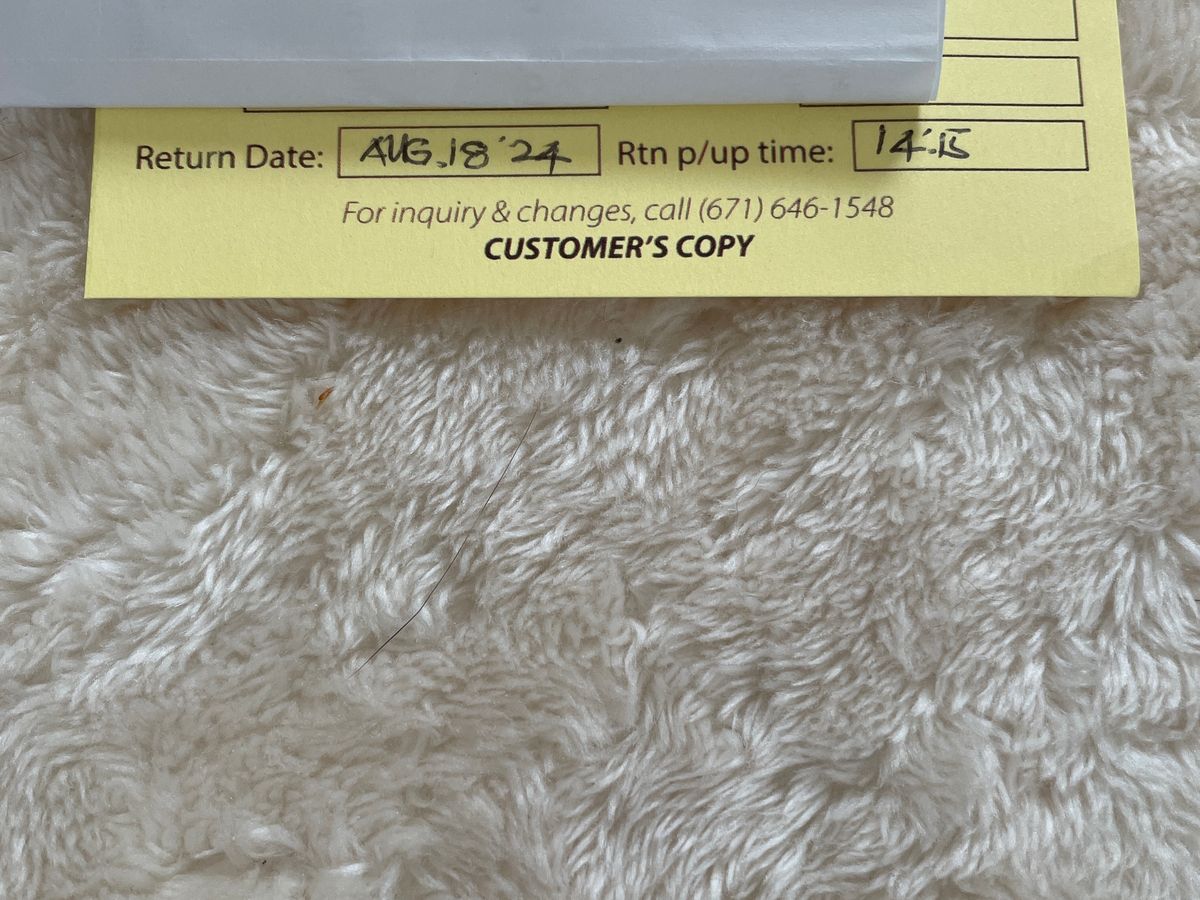 Return Date: AUG.18'24 Rtn p/up time: 14:15
For inquiry & changes, call (671) 646-1548
CUSTOMER'S COPY